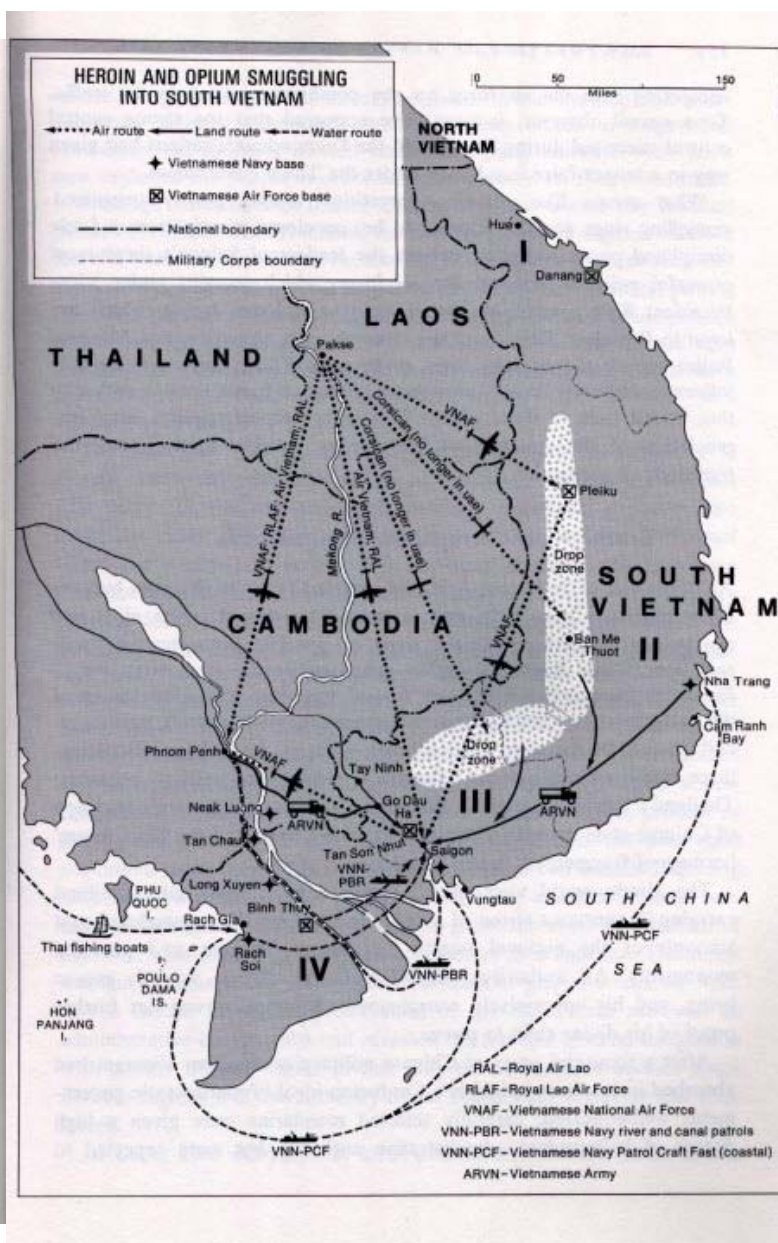 HEROIN AND OPIUM SMUGGLING
INTO SOUTH VIETNAM
Air route
Land route
Water route
Vietnamese Navy base
Vietnamese Air Force base
National boundary
Military Corps boundary
0 50 150
Miles
NORTH
VIETNAM
Hué
I
Danang
LAOS
THAILAND
Pakse
VNAF
Corsican (no longer in use)
VNAF; RLAF; Air Vietnam; RAL
Mekong R.
Air Vietnam; RAL
Corsican (no longer in use)
Pleiku
Drop
zone
SOUTH
VIETNAM
CAMBODIA
VNAF
Ban Me
Thuot
II
Nha Trang
Cam Ranh
Bay
Phnom Penh
VNAF
Drop
zone
Tay Ninh
III
Neak Luong
ARVN
Go Dau
Ha
ARVN
Tan Chau
Tan Son Nhut
Saigon
VNN-
PBR
PHU
QUOC
Long Xuyen
Vungtau
SOUTH CHINA
SEA
Rach Gia
Binh Thuy
VNN-PCF
Thai fishing boats
Rach
Soi
IV
VNN-PBR
POULO
DAMA
IS.
HON
PANJANG
VNN-PCF
RAL–Royal Air Lao
RLAF–Royal Lao Air Force
VNAF–Vietnamese National Air Force
VNN-PBR–Vietnamese Navy river and canal patrols
VNN-PCF–Vietnamese Navy Patrol Craft Fast (coastal)
ARVN–Vietnamese Army